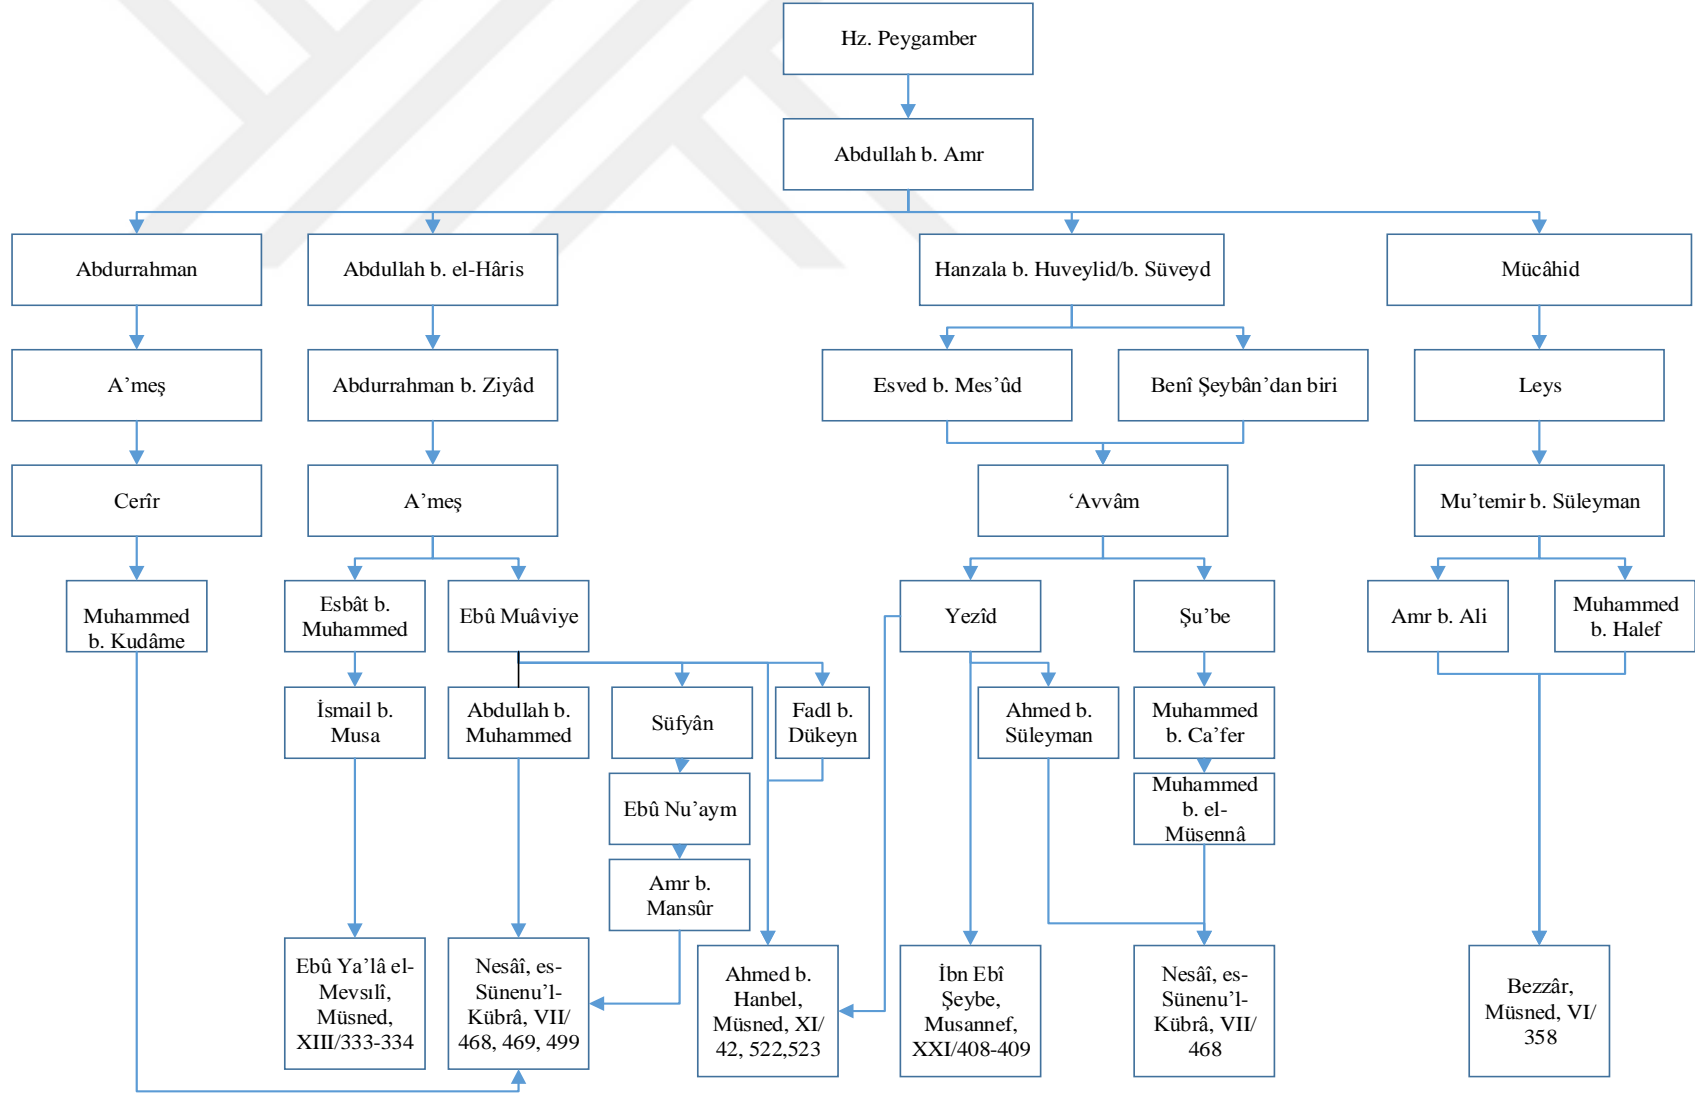 Hz. Peygamber
Abdullah b. Amr
Abdurrahman
Abdullah b. el-Hâris
Hanzala b. Huveylid/b. Süveyd
Mücâhid
A’meş
Abdurrahman b. Ziyâd
Esved b. Mes’ûd
Benî Şeybân’dan biri
Leys
Cerîr
A’meş
‘Avvâm
Mu’temir b. Süleyman
Muhammed
b. Kudâme
Esbât b.
Muhammed
Ebû Muâviye
Yezîd
Şu’be
Amr b. Ali
Muhammed
b. Halef
İsmail b.
Musa
Abdullah b.
Muhammed
Süfyân
Fadl b.
Dükeyn
Ahmed b.
Süleyman
Muhammed
b. Ca’fer
Ebû Nu’aym
Muhammed
b. el-
Müsennâ
Amr b.
Mansûr
Ebû Ya’lâ el-
Mevsılî,
Müsned,
XIII/333-334
Nesâî, es-
Sünenu’l-
Kübrâ, VII/
468, 469, 499
Ahmed b.
Hanbel,
Müsned, XI/
42, 522,523
İbn Ebî
Şeybe,
Musannef,
XXI/408-409
Nesâî, es-
Sünenu’l-
Kübrâ, VII/
468
Bezzâr,
Müsned, VI/
358